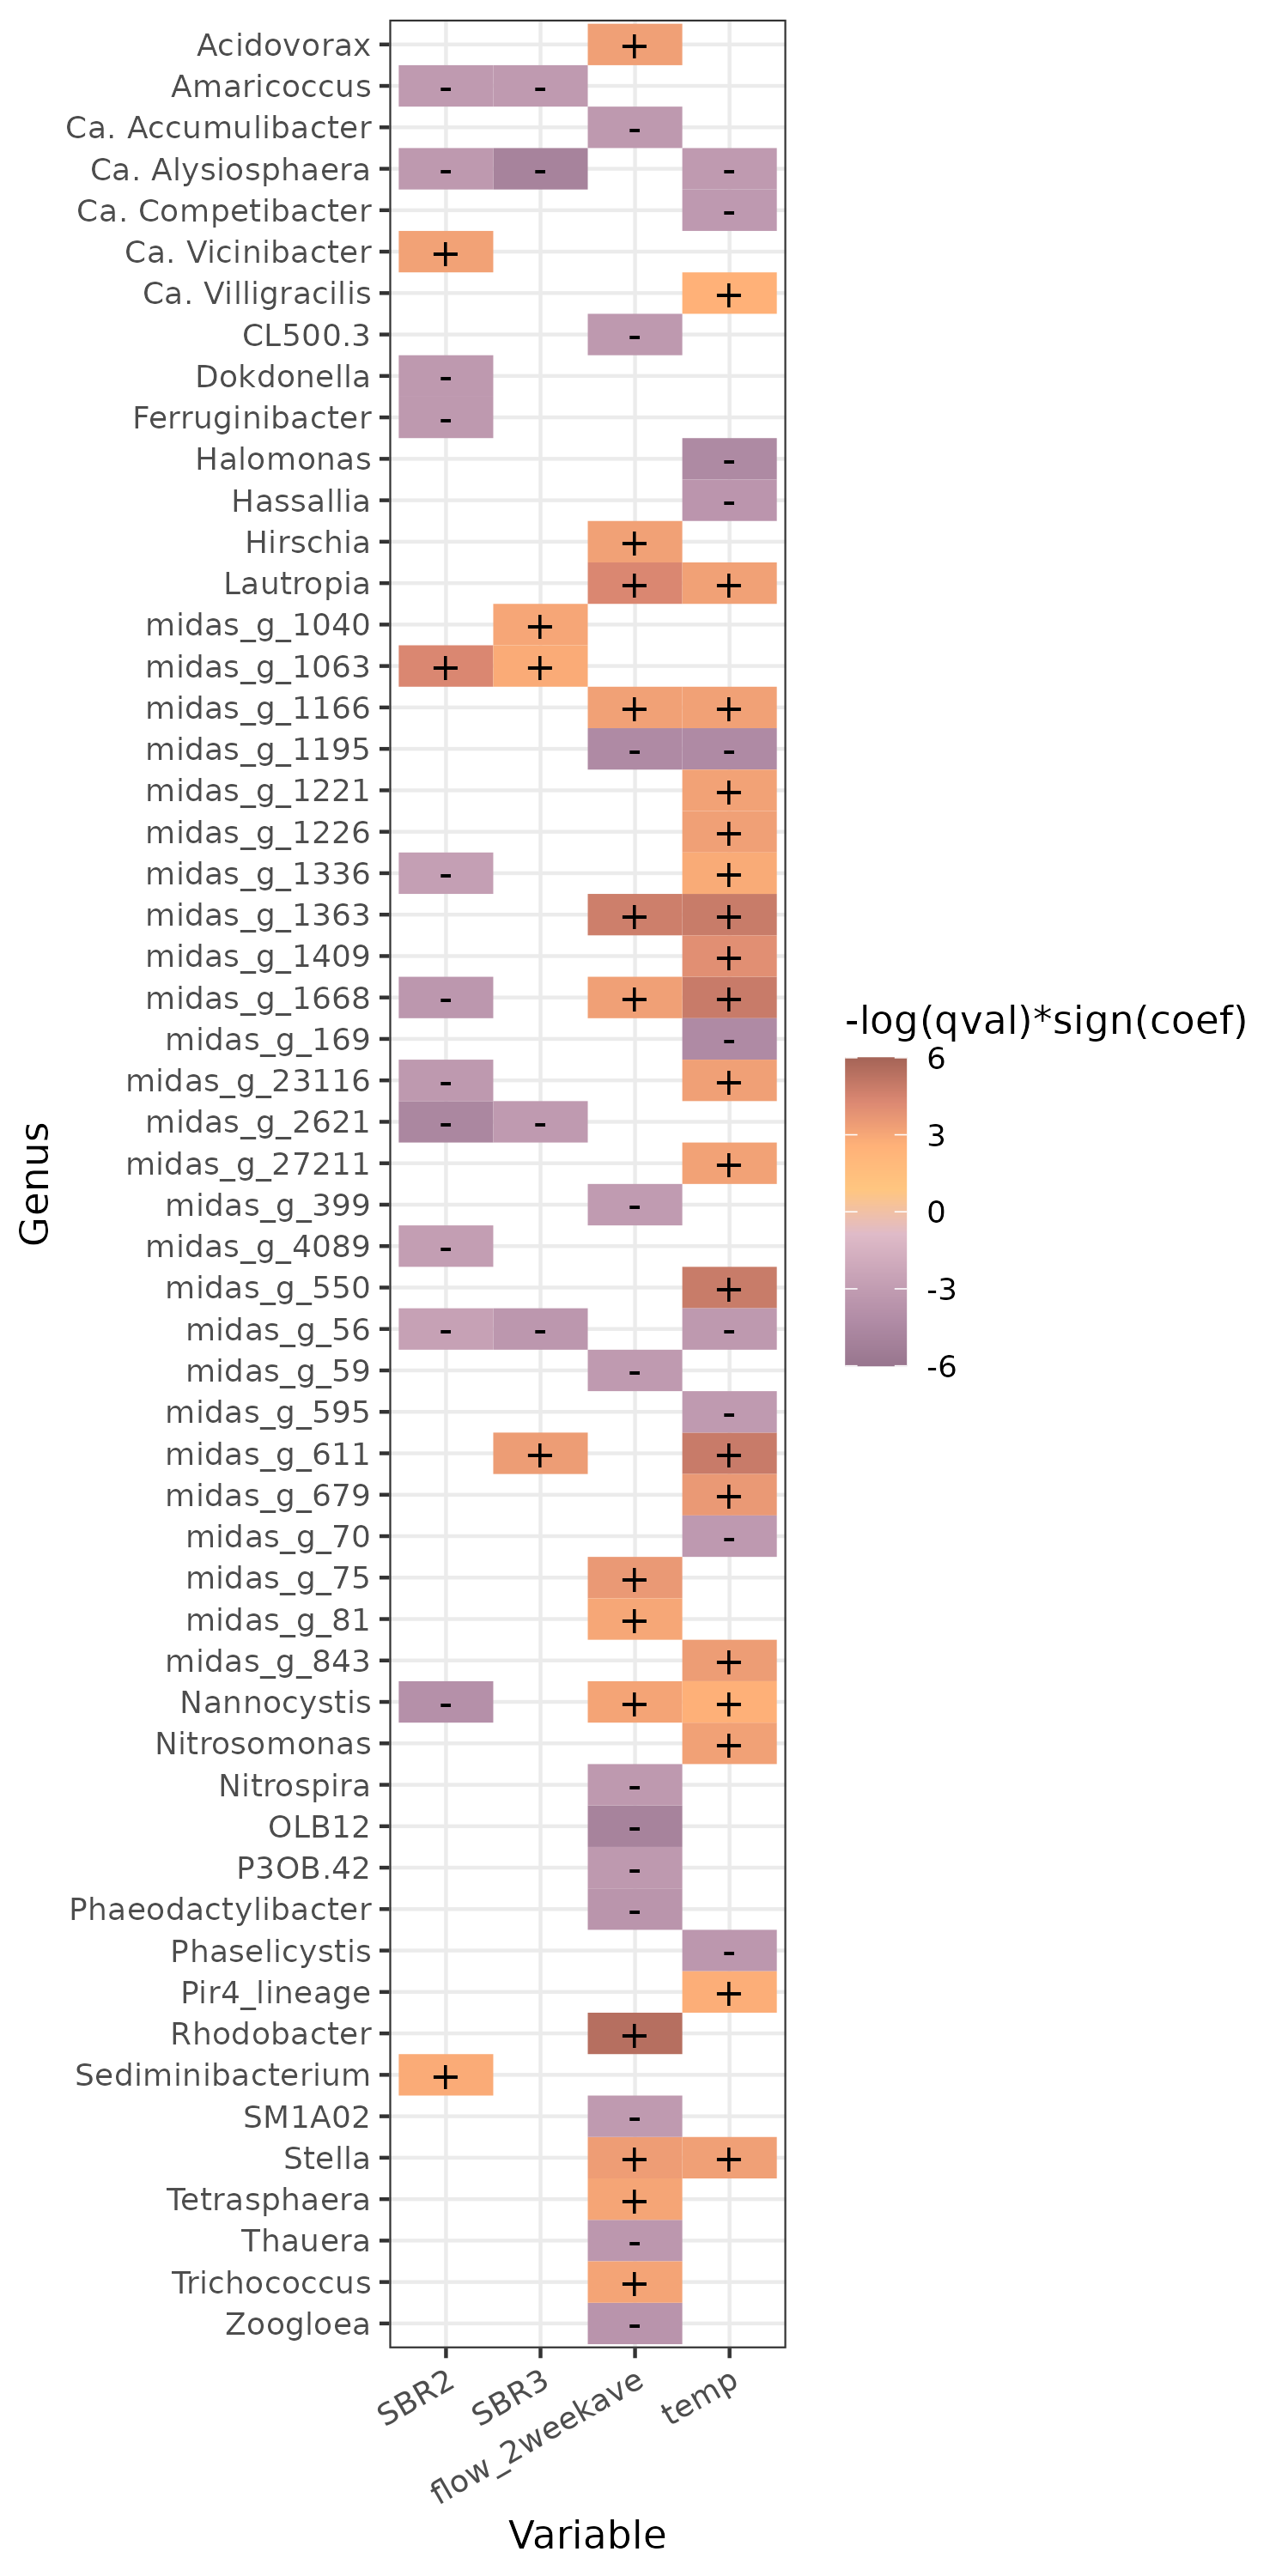 Acidovorax +
Amaricoccus - -
Ca. Accumulibacter -
Ca. Alysiosphaera - - -
Ca. Competibacter -
Ca. Vicinibacter +
Ca. Villigracilis +
CL500.3 -
Dokdonella -
Ferruginibacter -
Halomonas -
Hassallia -
Hirschia +
Lautropia + +
midas_g_1040 +
midas_g_1063 + +
midas_g_1166 + +
midas_g_1195 - -
midas_g_1221 +
midas_g_1226 +
midas_g_1336 - +
midas_g_1363 + +
midas_g_1409 +
midas_g_1668 - + +
midas_g_169 -
midas_g_23116 - +
midas_g_2621 - -
midas_g_27211 +
midas_g_399 -
midas_g_4089 -
midas_g_550 +
midas_g_56 - - -
midas_g_59 -
midas_g_595 -
midas_g_611 + +
midas_g_679 +
midas_g_70 -
midas_g_75 +
midas_g_81 +
midas_g_843 +
Nannocystis - + +
Nitrosomonas +
Nitrospira -
OLB12 -
P3OB.42 -
Phaeodactylibacter -
Phaselicystis -
Pir4_lineage +
Rhodobacter +
Sediminibacterium +
SM1A02 -
Stella + +
Tetrasphaera +
Thauera -
Trichococcus +
Zoogloea -
Genus
SBR2
SBR3
flow_2weekave
temp
Variable
-log(qval)*sign(coef)
6
3
0
-3
-6